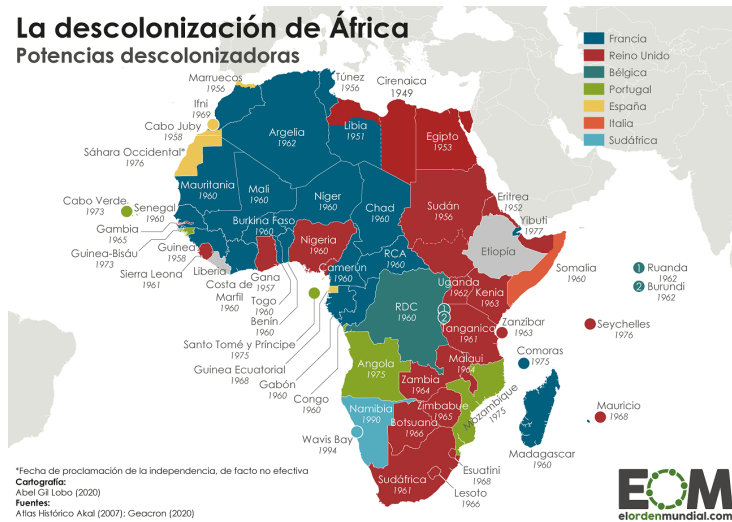 La descolonización de África
Potencias descolonizadoras
Francia
Reino Unido
Bélgica
Portugal
España
Italia
Sudáfrica
Marruecos
1956
Túnez
1956
Cirenaica
1949
Ifni
1969
Cabo Juby
1958
Sáhara Occidental*
1976
Argelia
1962
Libia
1951
Egipto
1953
Mauritania
1960
Malí
1960
Níger
1960
Chad
1960
Sudán
1956
Eritrea
1952
Yibuti
1977
Cabo Verde
1973
Senegal
1960
Gambia
1965
Guinea-Bisáu
1973
Guinea
1958
Sierra Leona
1961
Liberia
Costa de
Marfil
1960
Burkina Faso
1960
Gana
1957
Togo
1960
Benín
1960
Nigeria
1960
Camerún
1960
RCA
1960
Etiopía
Somalia
1960
Santo Tomé y Príncipe
1975
Guinea Ecuatorial
1968
Gabón
1960
Congo
1960
RDC
1960
Uganda
1962
Kenia
1963
1
2
1 Ruanda
1962
2 Burundi
1962
Tanganica
1961
Zanzíbar
1963
Seychelles
1976
Angola
1975
Zambia
1964
Malaui
1964
Mozambique
1975
Comoras
1975
Namibia
1990
Wavis Bay
1994
Zimbabue
1965
Botsuana
1966
Mauricio
1968
Madagascar
1960
Sudáfrica
1961
Esuatini
1968
Lesoto
1966
*Fecha de proclamación de la independencia, de facto no efectiva
Cartografía:
Abel Gil Lobo (2020)
Fuentes:
Atlas Histórico Akal (2007); Geacron (2020)
EOM
elordenmundial.com